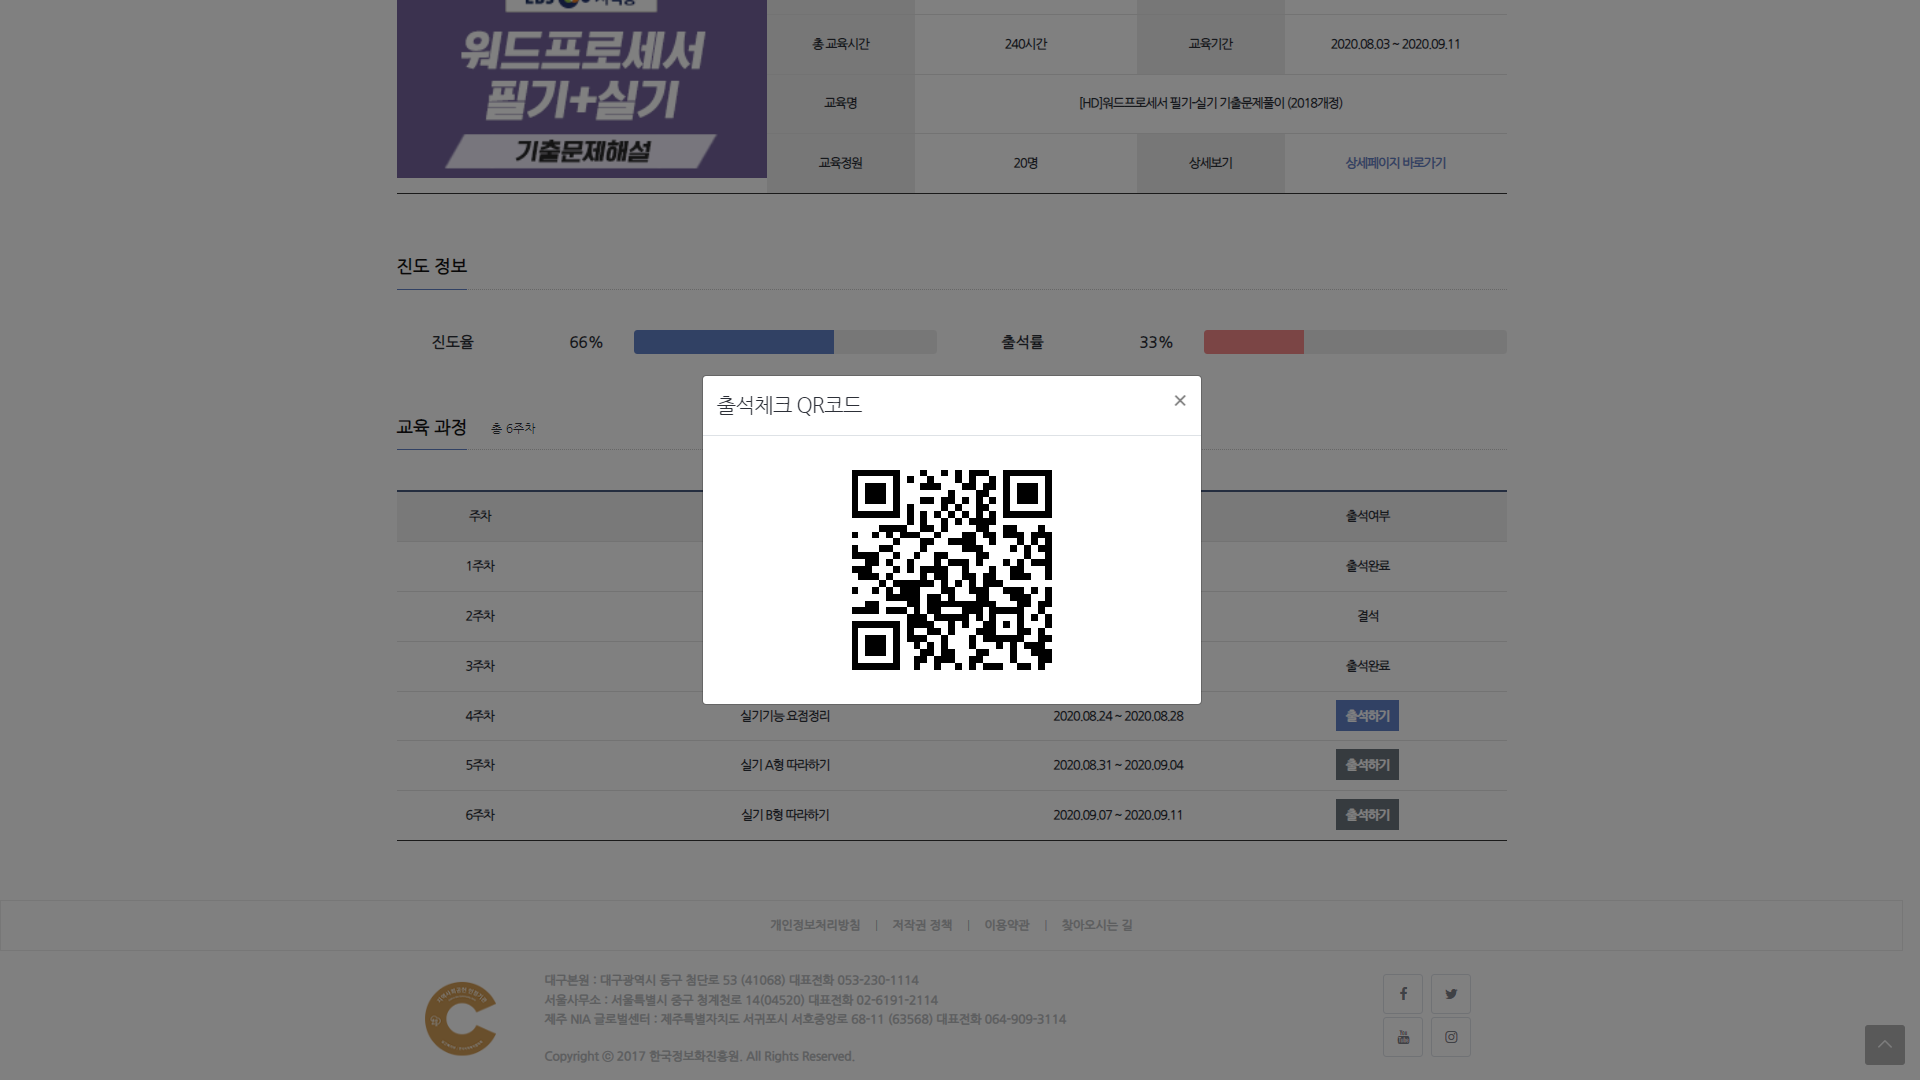 워드프로세서
필기+실기
기출문제해설
총 교육시간 240시간 교육기간 2020.08.03 ~ 2020.09.11
교육명 [HD]워드프로세서 필기-실기 기출문제풀이 (2018개정)
교육정원 20명 상세보기 상세페이지 바로가기
진도 정보
진도율 66% 출석률 33%
출석체크 QR코드 ×
교육 과정 총 6주차
주차 출석여부
1주차 출석완료
2주차 결석
3주차 출석완료
4주차 실기기능 요점정리 2020.08.24 ~ 2020.08.28 출석하기
5주차 실기 A형 따라하기 2020.08.31 ~ 2020.09.04 출석하기
6주차 실기 B형 따라하기 2020.09.07 ~ 2020.09.11 출석하기
개인정보처리방침 | 저작권 정책 | 이용약관 | 찾아오시는 길
대구본원 : 대구광역시 동구 첨단로 53 (41068) 대표전화 053-230-1114
서울사무소 : 서울특별시 중구 청계천로 14(04520) 대표전화 02-6191-2114
제주 NIA 글로벌센터 : 제주특별자치도 서귀포시 서호중앙로 68-11 (63568) 대표전화 064-909-3114
Copyright ⓒ 2017 한국정보화진흥원. All Rights Reserved.